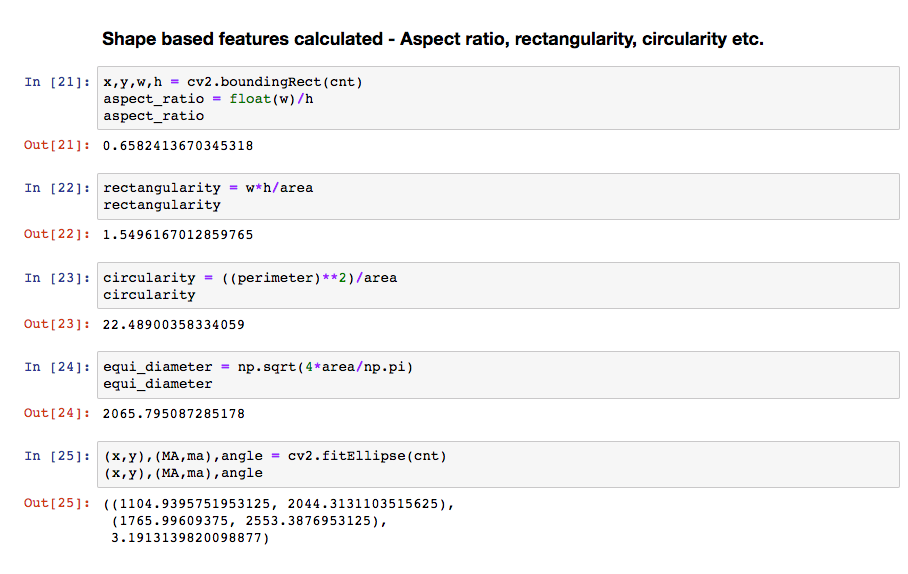 Shape based features calculated - Aspect ratio, rectangularity, circularity etc.
In [21]: x,y,w,h = cv2.boundingRect(cnt)
aspect_ratio = float(w)/h
aspect_ratio
Out[21]: 0.6582413670345318
In [22]: rectangularity = w*h/area
rectangularity
Out[22]: 1.5496167012859765
In [23]: circularity = ((perimeter)**2)/area
circularity
Out[23]: 22.48900358334059
In [24]: equi_diameter = np.sqrt(4*area/np.pi)
equi_diameter
Out[24]: 2065.795087285178
In [25]: (x,y),(MA,ma),angle = cv2.fitEllipse(cnt)
(x,y),(MA,ma),angle
Out[25]: ((1104.9395751953125, 2044.3131103515625),
(1765.99609375, 2553.3876953125),
3.1913139820098877)